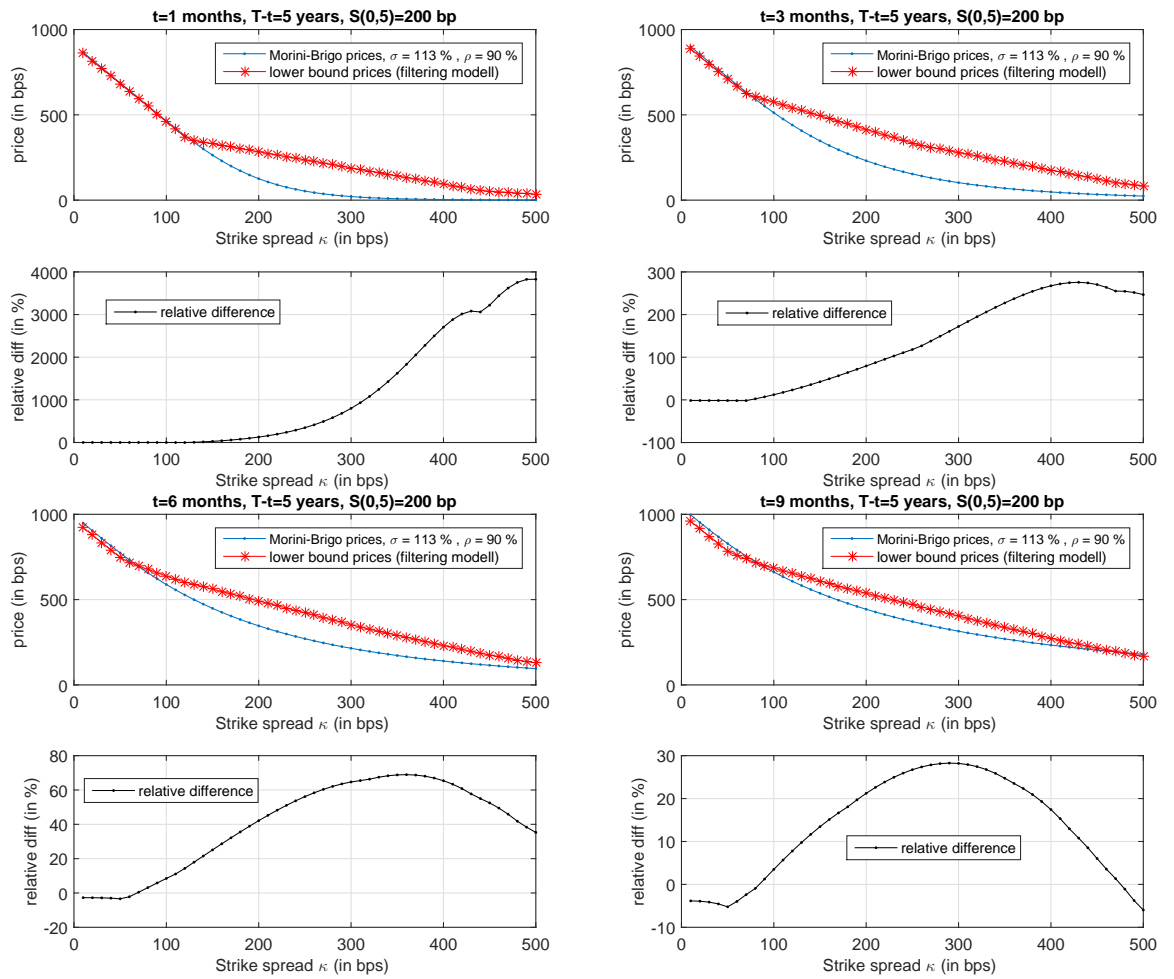 t=1 months, T-t=5 years, S(0,5)=200 bp
1000
500
0
price (in bps)
Morini-Brigo prices, σ = 113 % , ρ = 90 %
lower bound prices (filtering modell)
0 100 200 300 400 500
Strike spread κ (in bps)
4000
3000
2000
1000
0
relative diff (in %)
relative difference
0 100 200 300 400 500
Strike spread κ (in bps)
t=3 months, T-t=5 years, S(0,5)=200 bp
1000
500
0
price (in bps)
Morini-Brigo prices, σ = 113 % , ρ = 90 %
lower bound prices (filtering modell)
0 100 200 300 400 500
Strike spread κ (in bps)
300
200
100
0
-100
relative diff (in %)
relative difference
0 100 200 300 400 500
Strike spread κ (in bps)
t=6 months, T-t=5 years, S(0,5)=200 bp
1000
500
0
price (in bps)
Morini-Brigo prices, σ = 113 % , ρ = 90 %
lower bound prices (filtering modell)
0 100 200 300 400 500
Strike spread κ (in bps)
80
60
40
20
0
-20
relative diff (in %)
relative difference
0 100 200 300 400 500
Strike spread κ (in bps)
t=9 months, T-t=5 years, S(0,5)=200 bp
1000
500
0
price (in bps)
Morini-Brigo prices, σ = 113 % , ρ = 90 %
lower bound prices (filtering modell)
0 100 200 300 400 500
Strike spread κ (in bps)
30
20
10
0
-10
relative diff (in %)
relative difference
0 100 200 300 400 500
Strike spread κ (in bps)